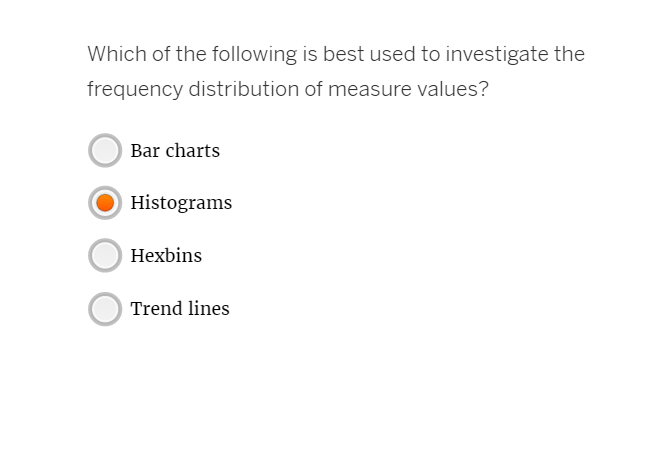 Which of the following is best used to investigate the
frequency distribution of measure values?
Bar charts
Histograms
Hexbins
Trend lines